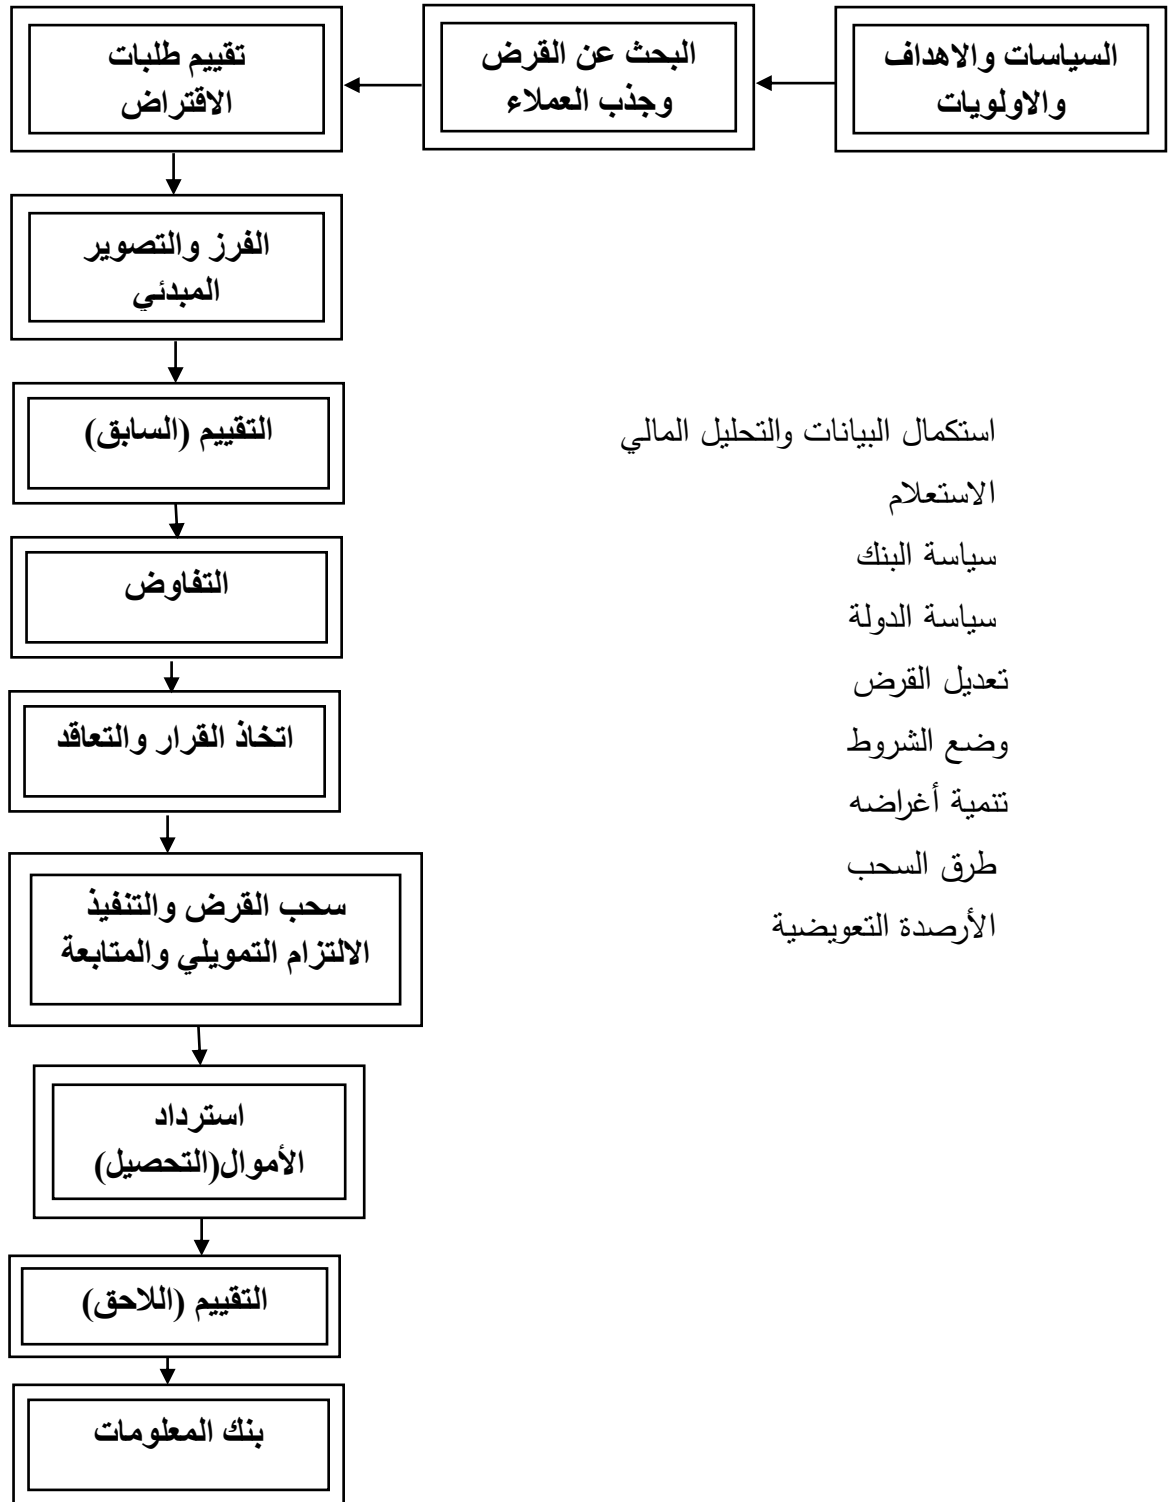 السياسات والاهداف
والاولويات
البحث عن القرض
وجذب العملاء
تقييم طلبات
الاقتراض
الفرز والتصوير
المبدئي
التقييم (السابق)
التفاوض
اتخاذ القرار والتعاقد
سحب القرض والتنفيذ
الالتزام التمويلي والمتابعة
استرداد
الأموال(التحصيل)
التقييم (اللاحق)
بنك المعلومات
استكمال البيانات والتحليل المالي
الاستعلام
سياسة البنك
سياسة الدولة
تعديل القرض
وضع الشروط
تنمية أغراضه
طرق السحب
الأرصدة التعويضية